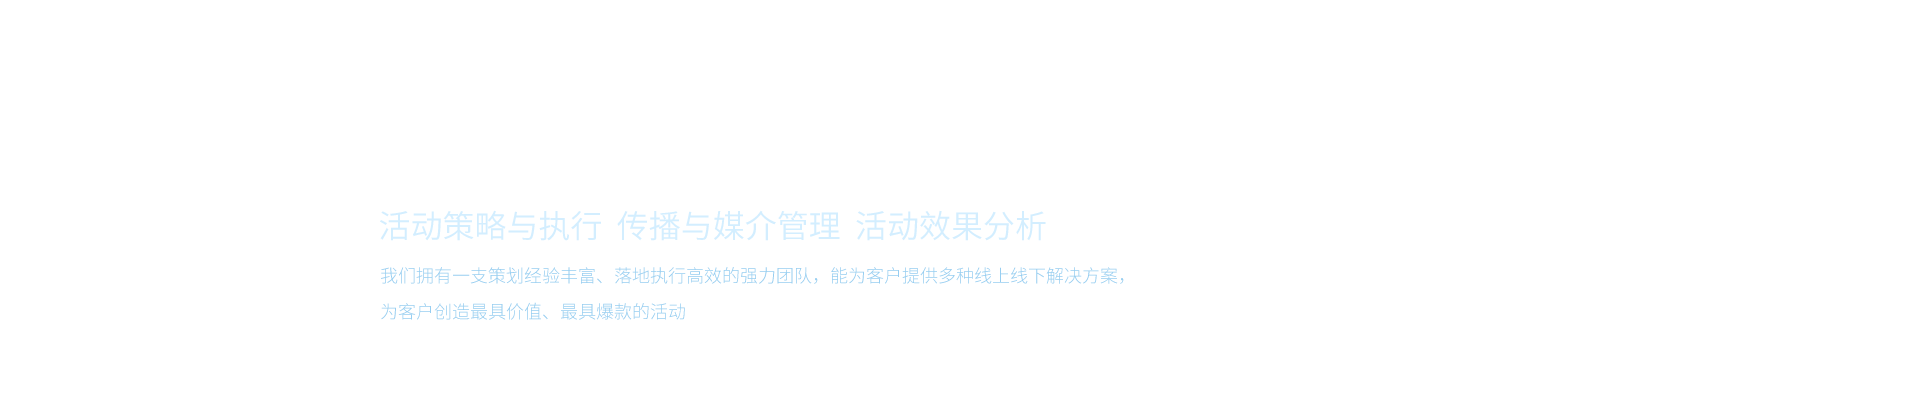 活动策略与执行 传播与媒介管理 活动效果分析
我们拥有一支策划经验丰富、落地执行高效的强力团队，能为客户提供多种线上线下解决方案，
为客户创造最具价值、最具爆款的活动